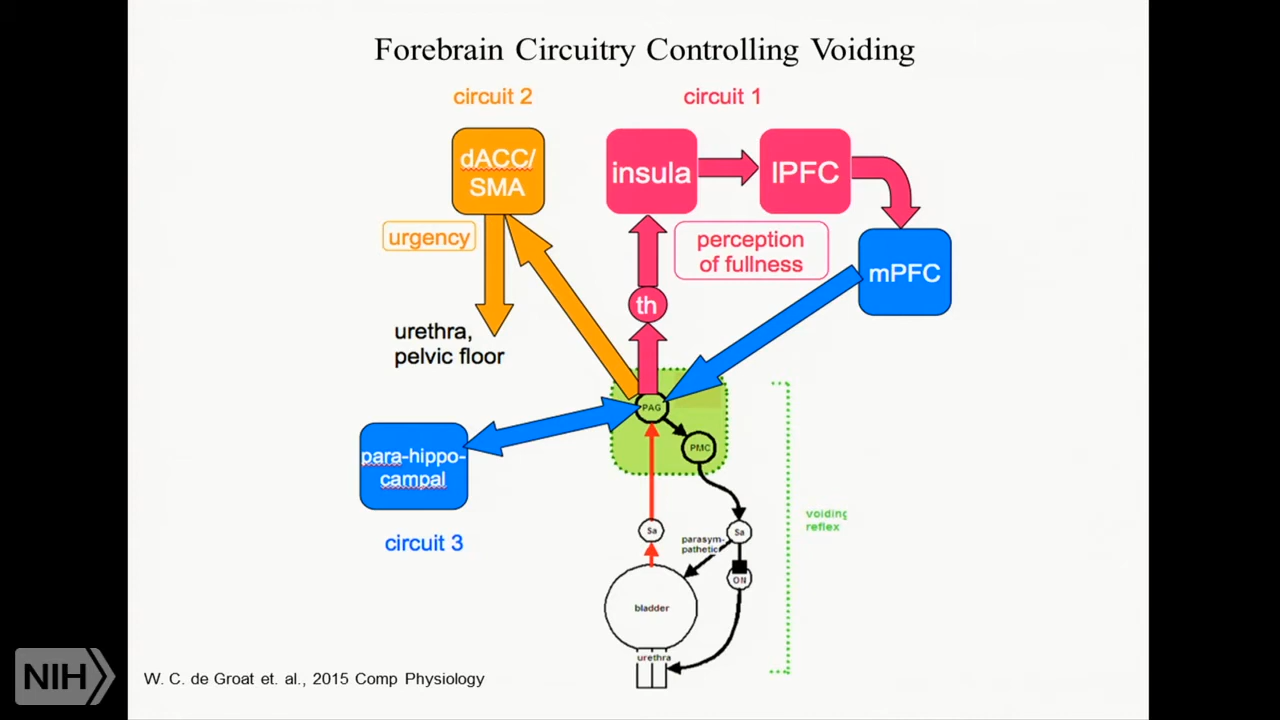 Forebrain Circuitry Controlling Voiding
circuit 2
circuit 1
dACC/
SMA
insula
lPFC
urgency
perception
of fullness
mPFC
th
urethra,
pelvic floor
PAG
PMC
para-hippo-
campal
circuit 3
voiding
reflex
Sa
Sa
parasym-
pathetic
ON
bladder
urethra
NIH
W. C. de Groat et. al., 2015 Comp Physiology